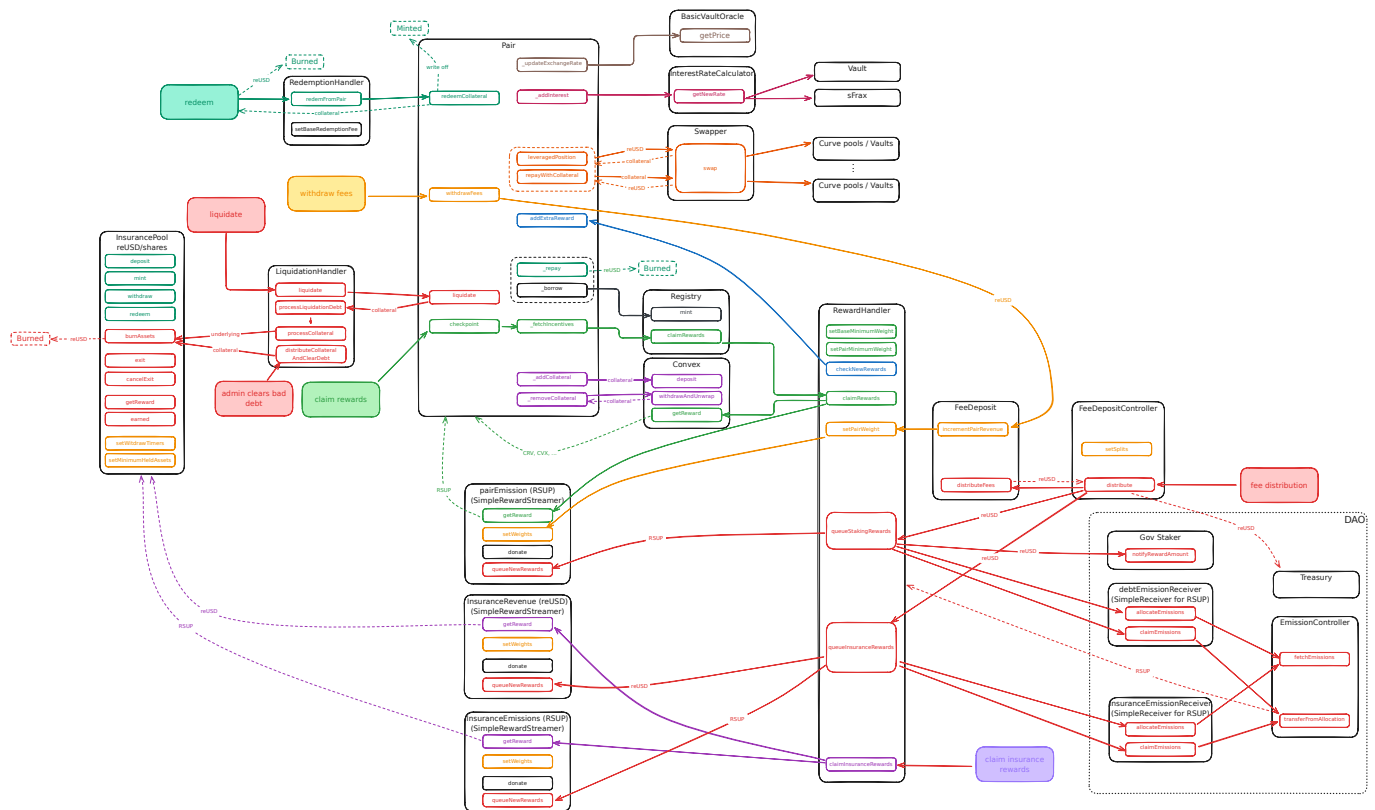 BasicVaultOracle
getPrice
Minted
Pair
_updateExchangeRate
write off
Burned
reUSD
RedemptionHandler
redeem
redemFromPair
collateral
setBaseRedemptionFee
redeemCollateral
_addInterest
InterestRateCalculator
getNewRate
Vault
sFrax
Swapper
swap
leveragedPosition
repayWithCollateral
reUSD
collateral
collateral
reUSD
Curve pools / Vaults
⋮
Curve pools / Vaults
withdraw fees
withdrawFees
addExtraReward
liquidate
InsurancePool
reUSD/shares
deposit
mint
withdraw
redeem
burnAssets
exit
cancelExit
getReward
earned
setWitdrawTimers
setMinimumHeldAssets
Burned
reUSD
underlying
collateral
LiquidationHandler
liquidate
processLiquidationDebt
processCollateral
distributeCollateral
AndClearDebt
collateral
liquidate
admin clears bad
debt
claim rewards
checkpoint
_fetchIncentives
_repay
_borrow
reUSD
Burned
Registry
mint
claimRewards
Convex
deposit
withdrawAndUnwrap
getReward
_addCollateral
_removeCollateral
collateral
collateral
CRV, CVX, ...
RSUP
reUSD
RewardHandler
setBaseMinimumWeight
setPairMinimumWeight
checkNewRewards
claimRewards
setPairWeight
queueStakingRewards
queueInsuranceRewards
claimInsuranceRewards
FeeDeposit
incrementPairRevenue
distributeFees
reUSD
FeeDepositController
setSplits
distribute
fee distribution
reUSD
reUSD
reUSD
pairEmission (RSUP)
(SimpleRewardStreamer)
getReward
setWeights
donate
queueNewRewards
RSUP
InsuranceRevenue (reUSD)
(SimpleRewardStreamer)
getReward
setWeights
donate
queueNewRewards
reUSD
reUSD
RSUP
InsuranceEmissions (RSUP)
(SimpleRewardStreamer)
getReward
setWeights
donate
queueNewRewards
RSUP
DAO
Gov Staker
notifyRewardAmount
reUSD
Treasury
debtEmissionReceiver
(SimpleReceiver for RSUP)
allocateEmissions
claimEmissions
EmissionController
fetchEmissions
transferFromAllocation
RSUP
InsuranceEmissionReceiver
(SimpleReceiver for RSUP)
allocateEmissions
claimEmissions
claim insurance
rewards